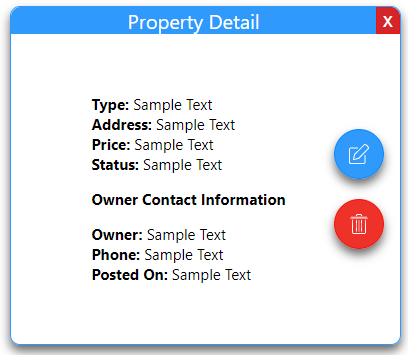 Property Detail
X
Type: Sample Text
Address: Sample Text
Price: Sample Text
Status: Sample Text
Owner Contact Information
Owner: Sample Text
Phone: Sample Text
Posted On: Sample Text